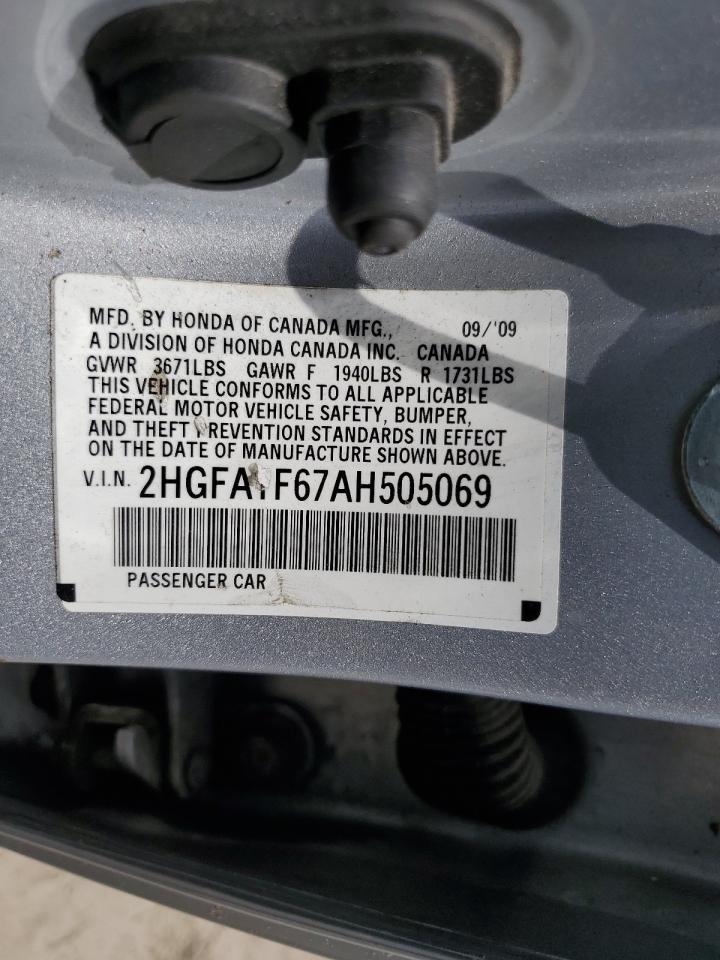 MFD. BY HONDA OF CANADA MFG., 09/'09
A DIVISION OF HONDA CANADA INC. CANADA
GVWR 3671LBS GAWR F 1940LBS R 1731LBS
THIS VEHICLE CONFORMS TO ALL APPLICABLE
FEDERAL MOTOR VEHICLE SAFETY, BUMPER,
AND THEFT PREVENTION STANDARDS IN EFFECT
ON THE DATE OF MANUFACTURE SHOWN ABOVE.
V.I.N. 2HGFA1F67AH505069
PASSENGER CAR